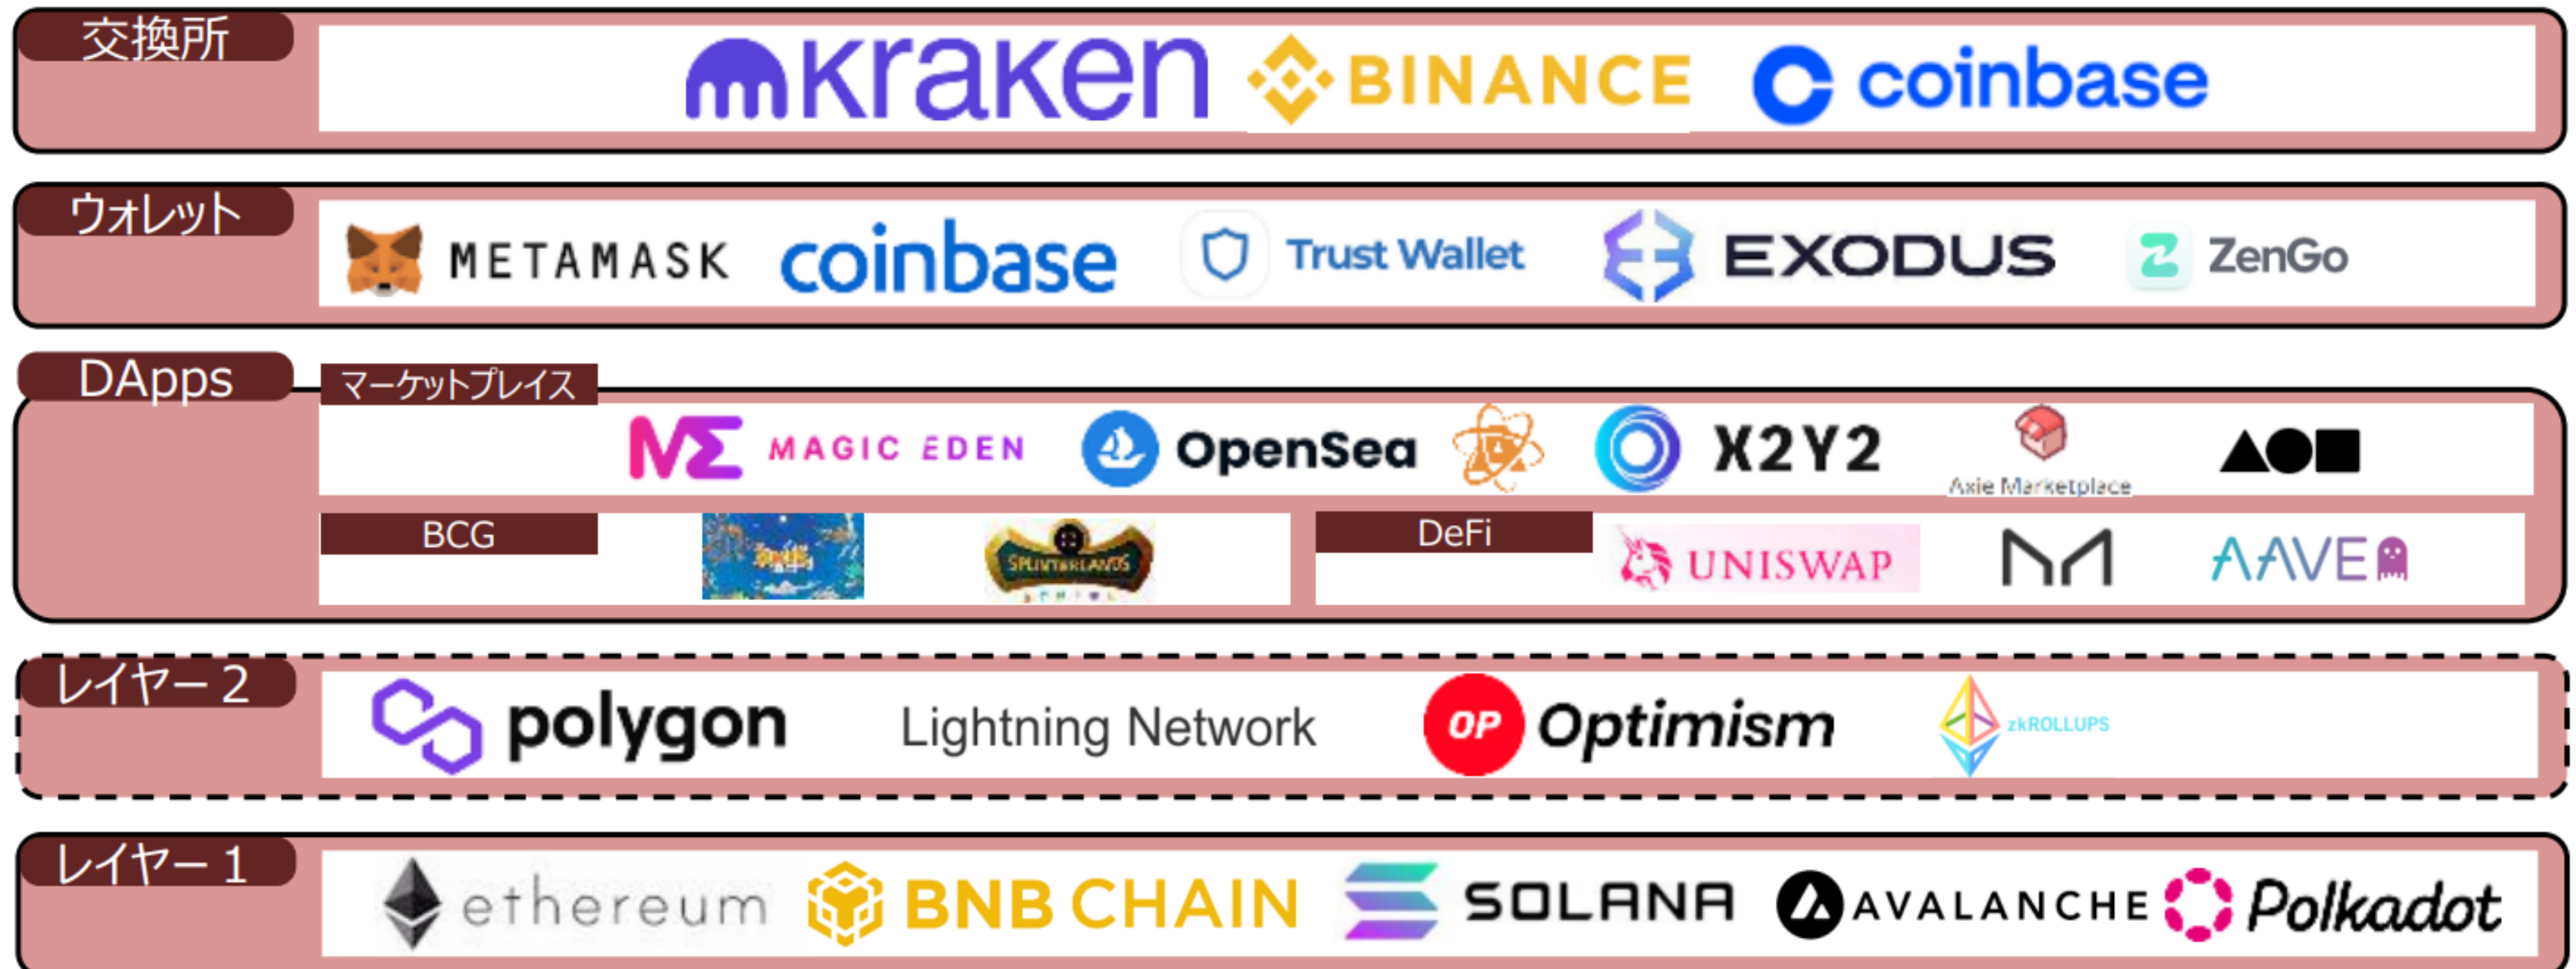 交換所
kraken
BINANCE
coinbase
ウォレット
METAMASK
coinbase
Trust Wallet
EXODUS
ZenGo
DApps
マーケットプレイス
MAGIC EDEN
OpenSea
X2Y2
Axie Marketplace
BCG
SPLINTERLANDS
DeFi
UNISWAP
AAVE
レイヤー2
polygon
Lightning Network
OP Optimism
zkROLLUPS
レイヤー1
ethereum
BNB CHAIN
SOLANA
AVALANCHE
Polkadot